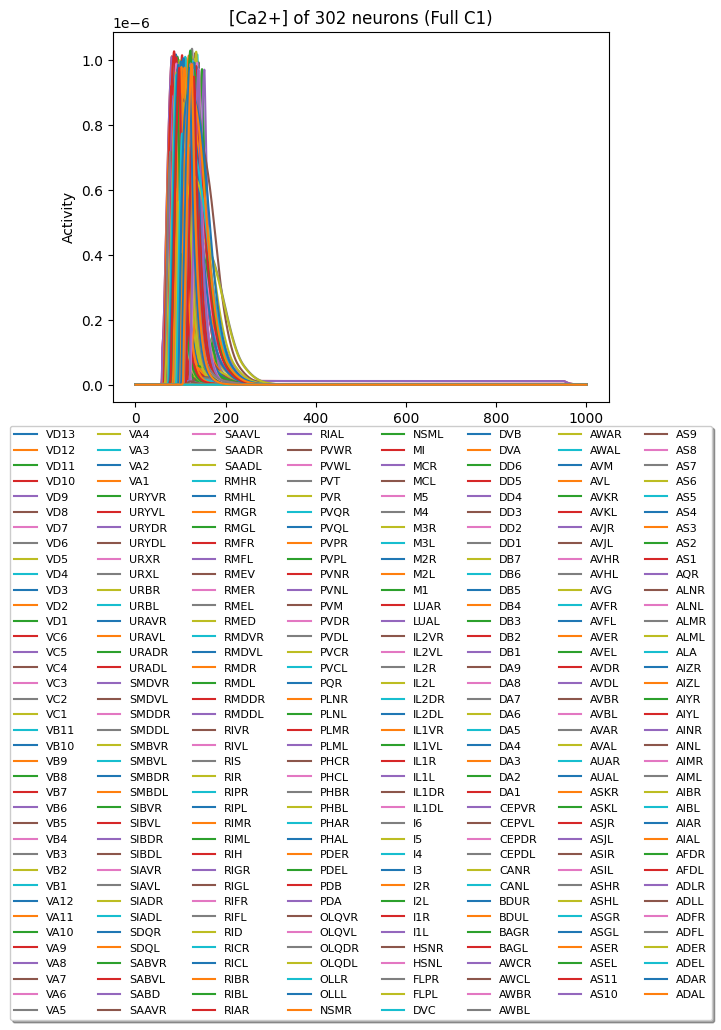 [Ca2+] of 302 neurons (Full C1)
1e−6
1.0
0.8
0.6
0.4
0.2
0.0
Activity
0
200
400
600
800
1000
VD13
VD12
VD11
VD10
VD9
VD8
VD7
VD6
VD5
VD4
VD3
VD2
VD1
VC6
VC5
VC4
VC3
VC2
VC1
VB11
VB10
VB9
VB8
VB7
VB6
VB5
VB4
VB3
VB2
VB1
VA12
VA11
VA10
VA9
VA8
VA7
VA6
VA5
VA4
VA3
VA2
VA1
URYVR
URYVL
URYDR
URYDL
URXR
URXL
URBR
URBL
URAVR
URAVL
URADR
URADL
SMDVR
SMDVL
SMDDR
SMDDL
SMBVR
SMBVL
SMBDR
SMBDL
SIBVR
SIBVL
SIBDR
SIBDL
SIAVR
SIAVL
SIADR
SIADL
SDQR
SDQL
SABVR
SABVL
SABD
SAAVR
SAAVL
SAADR
SAADL
RMHR
RMHL
RMGR
RMGL
RMFR
RMFL
RMEV
RMER
RMEL
RMED
RMDVR
RMDVL
RMDR
RMDL
RMDDR
RMDDL
RIVR
RIVL
RIS
RIR
RIPR
RIPL
RIMR
RIML
RIH
RIGR
RIGL
RIFR
RIFL
RID
RICR
RICL
RIBR
RIBL
RIAR
RIAL
PVWR
PVWL
PVT
PVR
PVQR
PVQL
PVPR
PVPL
PVNR
PVNL
PVM
PVDR
PVDL
PVCR
PVCL
PQR
PLNR
PLNL
PLMR
PLML
PHCR
PHCL
PHBR
PHBL
PHAR
PHAL
PDER
PDEL
PDB
PDA
OLQVR
OLQVL
OLQDR
OLQDL
OLLR
OLLL
NSMR
NSML
MI
MCR
MCL
M5
M4
M3R
M3L
M2R
M2L
M1
LUAR
LUAL
IL2VR
IL2VL
IL2R
IL2L
IL2DR
IL2DL
IL1VR
IL1VL
IL1R
IL1L
IL1DR
IL1DL
I6
I5
I4
I3
I2R
I2L
I1R
I1L
HSNR
HSNL
FLPR
FLPL
DVC
DVB
DVA
DD6
DD5
DD4
DD3
DD2
DD1
DB7
DB6
DB5
DB4
DB3
DB2
DB1
DA9
DA8
DA7
DA6
DA5
DA4
DA3
DA2
DA1
CEPVR
CEPVL
CEPDR
CEPDL
CANR
CANL
BDUR
BDUL
BAGR
BAGL
AWCR
AWCL
AWBR
AWBL
AWAR
AWAL
AVM
AVL
AVKR
AVKL
AVJR
AVJL
AVHR
AVHL
AVG
AVFR
AVFL
AVER
AVEL
AVDR
AVDL
AVBR
AVBL
AVAR
AVAL
AUAR
AUAL
ASKR
ASKL
ASJR
ASJL
ASIR
ASIL
ASHR
ASHL
ASGR
ASGL
ASER
ASEL
AS11
AS10
AS9
AS8
AS7
AS6
AS5
AS4
AS3
AS2
AS1
AQR
ALNR
ALNL
ALMR
ALML
ALA
AIZR
AIZL
AIYR
AIYL
AINR
AINL
AIMR
AIML
AIBR
AIBL
AIAR
AIAL
AFDR
AFDL
ADLR
ADLL
ADFR
ADFL
ADER
ADEL
ADAR
ADAL